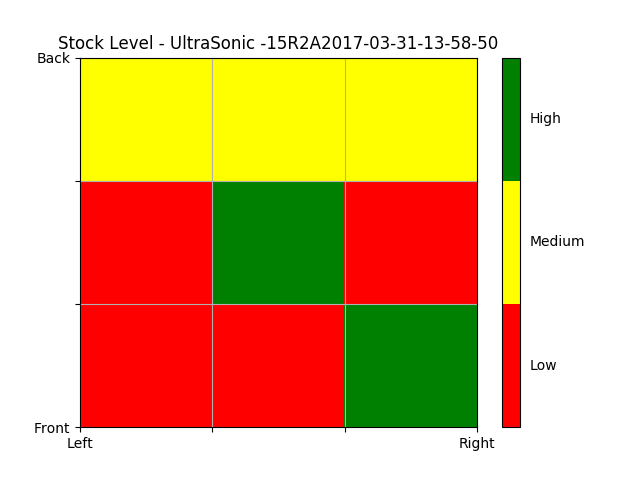 Stock Level - UltraSonic -15R2A2017-03-31-13-58-50
Back
High
Medium
Low
Front
Left
Right